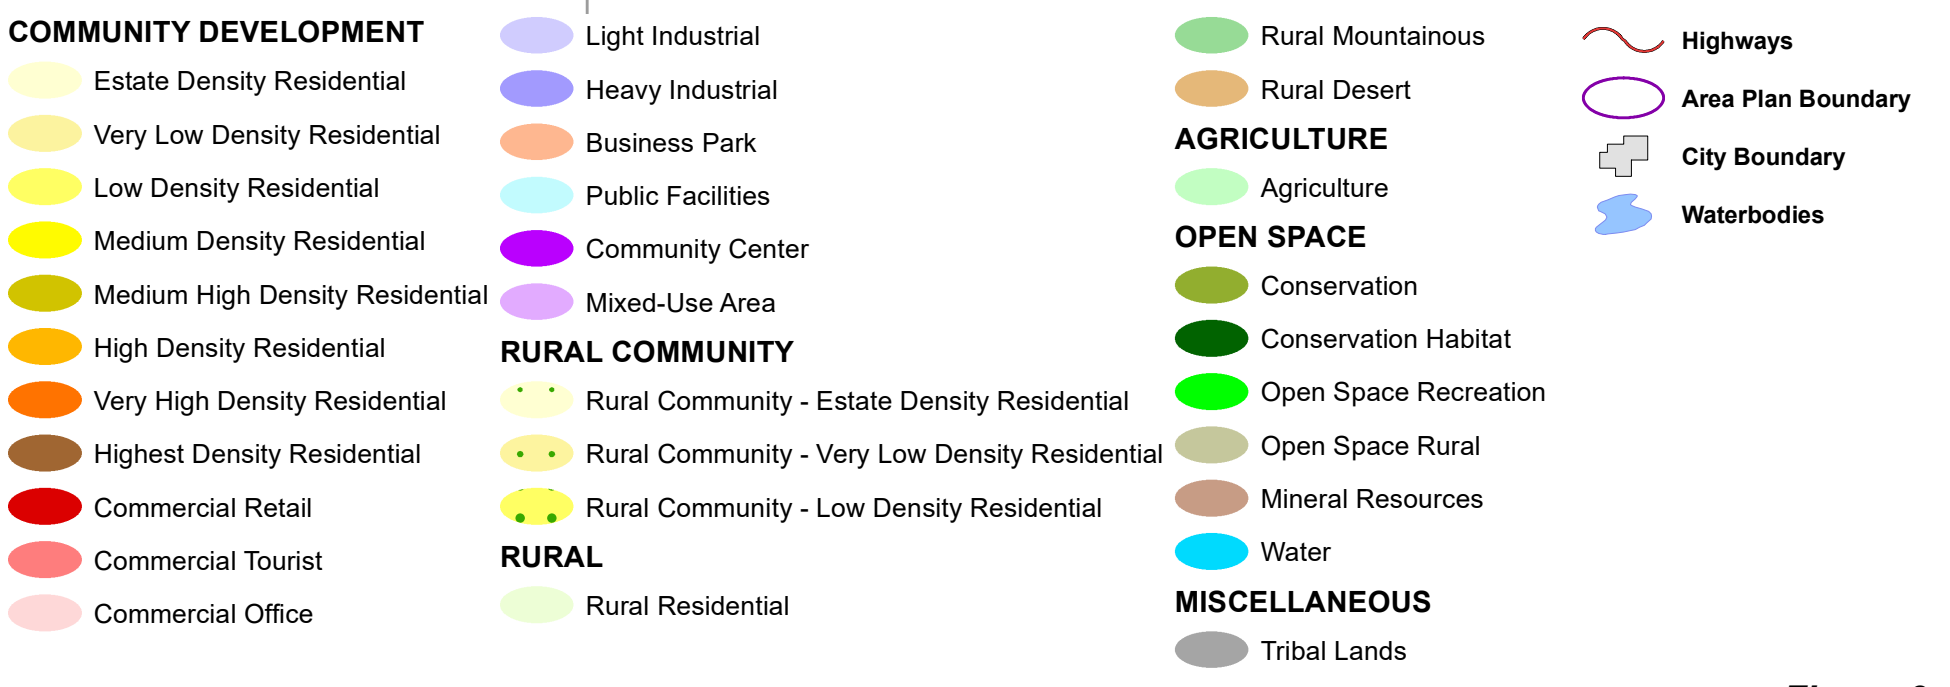 COMMUNITY DEVELOPMENT
Estate Density Residential
Very Low Density Residential
Low Density Residential
Medium Density Residential
Medium High Density Residential
High Density Residential
Very High Density Residential
Highest Density Residential
Commercial Retail
Commercial Tourist
Commercial Office
Light Industrial
Heavy Industrial
Business Park
Public Facilities
Community Center
Mixed-Use Area
RURAL COMMUNITY
Rural Community - Estate Density Residential
Rural Community - Very Low Density Residential
Rural Community - Low Density Residential
RURAL
Rural Residential
Rural Mountainous
Rural Desert
AGRICULTURE
Agriculture
OPEN SPACE
Conservation
Conservation Habitat
Open Space Recreation
Open Space Rural
Mineral Resources
Water
MISCELLANEOUS
Tribal Lands
Highways
Area Plan Boundary
City Boundary
Waterbodies